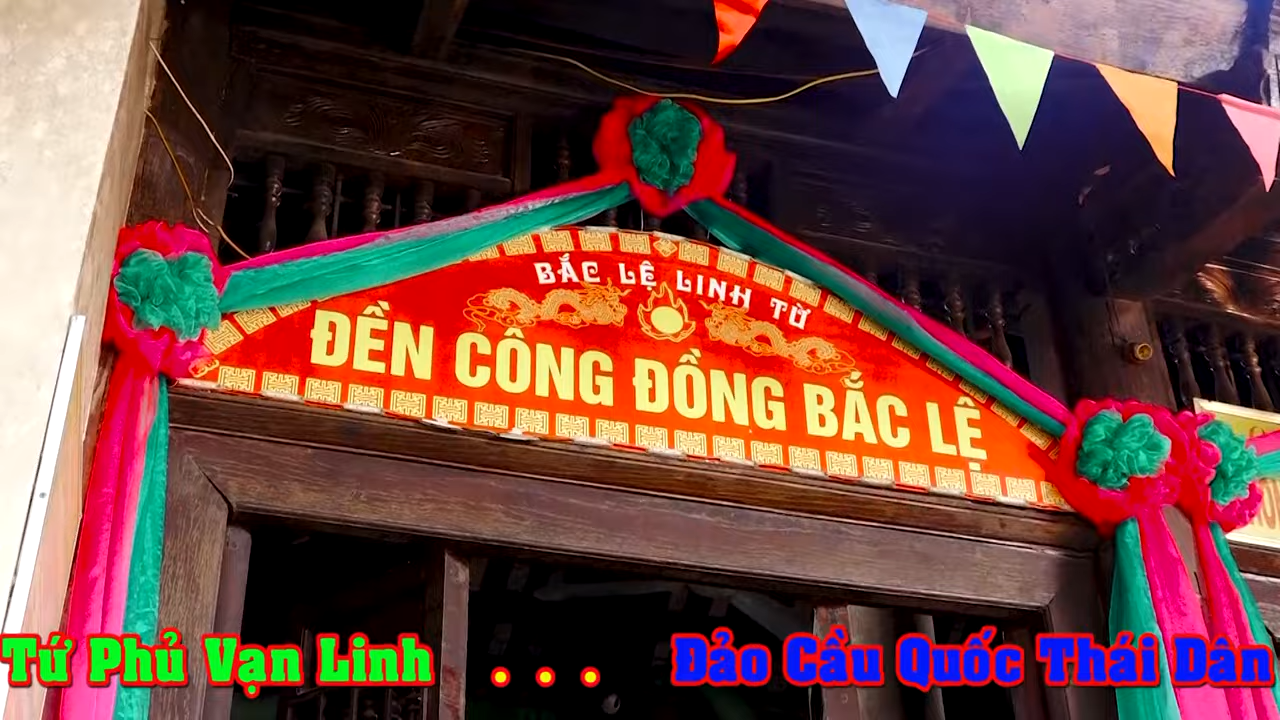 BẮC LỆ LINH TỪ
ĐỀN CÔNG ĐỒNG BẮC LỆ
Tứ Phủ Vạn Linh . . . Đảo Cầu Quốc Thái Dân